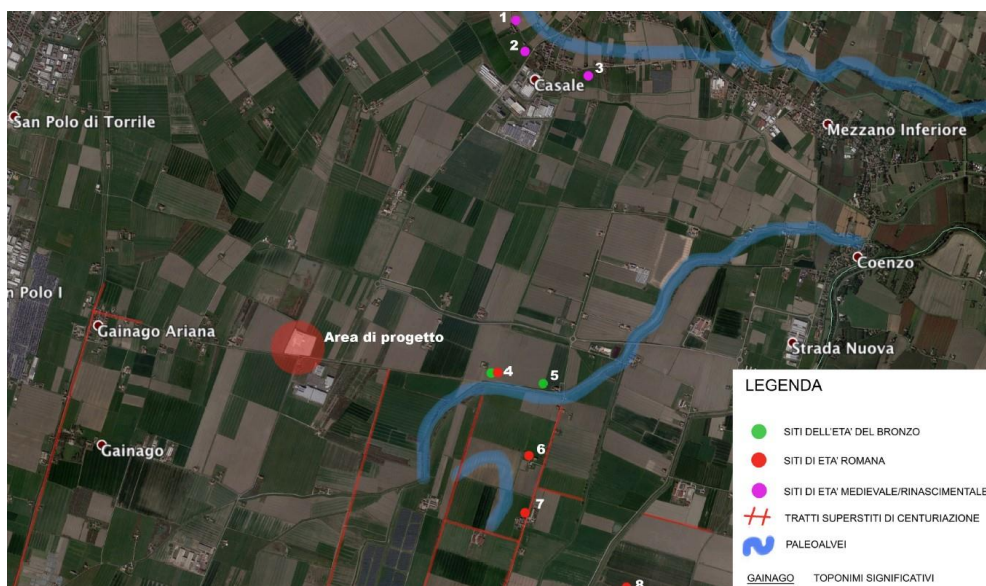 1
2
3
Casale
San Polo di Torrile
Mezzano Inferiore
Coenzo
n Polo I
Gainago Ariana
Area di progetto
Strada Nuova
4
5
Gainago
6
7
8
LEGENDA
SITI DELL'ETA' DEL BRONZO
SITI DI ETA' ROMANA
SITI DI ETA' MEDIEVALE/RINASCIMENTALE
TRATTI SUPERSTITI DI CENTURIAZIONE
PALEOALVEI
GAINAGO TOPONIMI SIGNIFICATIVI